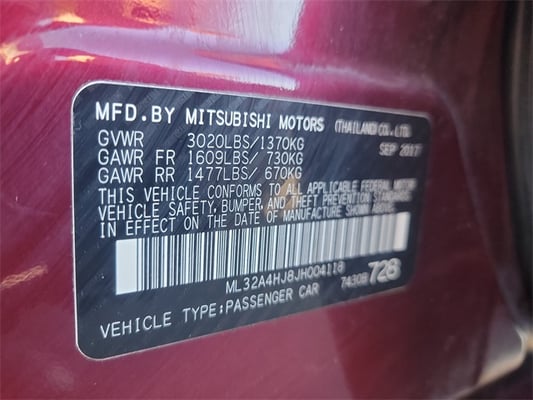 MFD.BY MITSUBISHI MOTORS (THAILAND)CO.,LTD.
GVWR 3020LBS/1370KG SEP 2017
GAWR FR 1609LBS/ 730KG
GAWR RR 1477LBS/ 670KG
THIS VEHICLE CONFORMS TO ALL APPLICABLE FEDERAL MOTOR
VEHICLE SAFETY, BUMPER, AND THEFT PREVENTION STANDARDS
IN EFFECT ON THE DATE OF MANUFACTURE SHOWN ABOVE.
ML32A4HJ8JH004118 7430B 728
VEHICLE TYPE:PASSENGER CAR